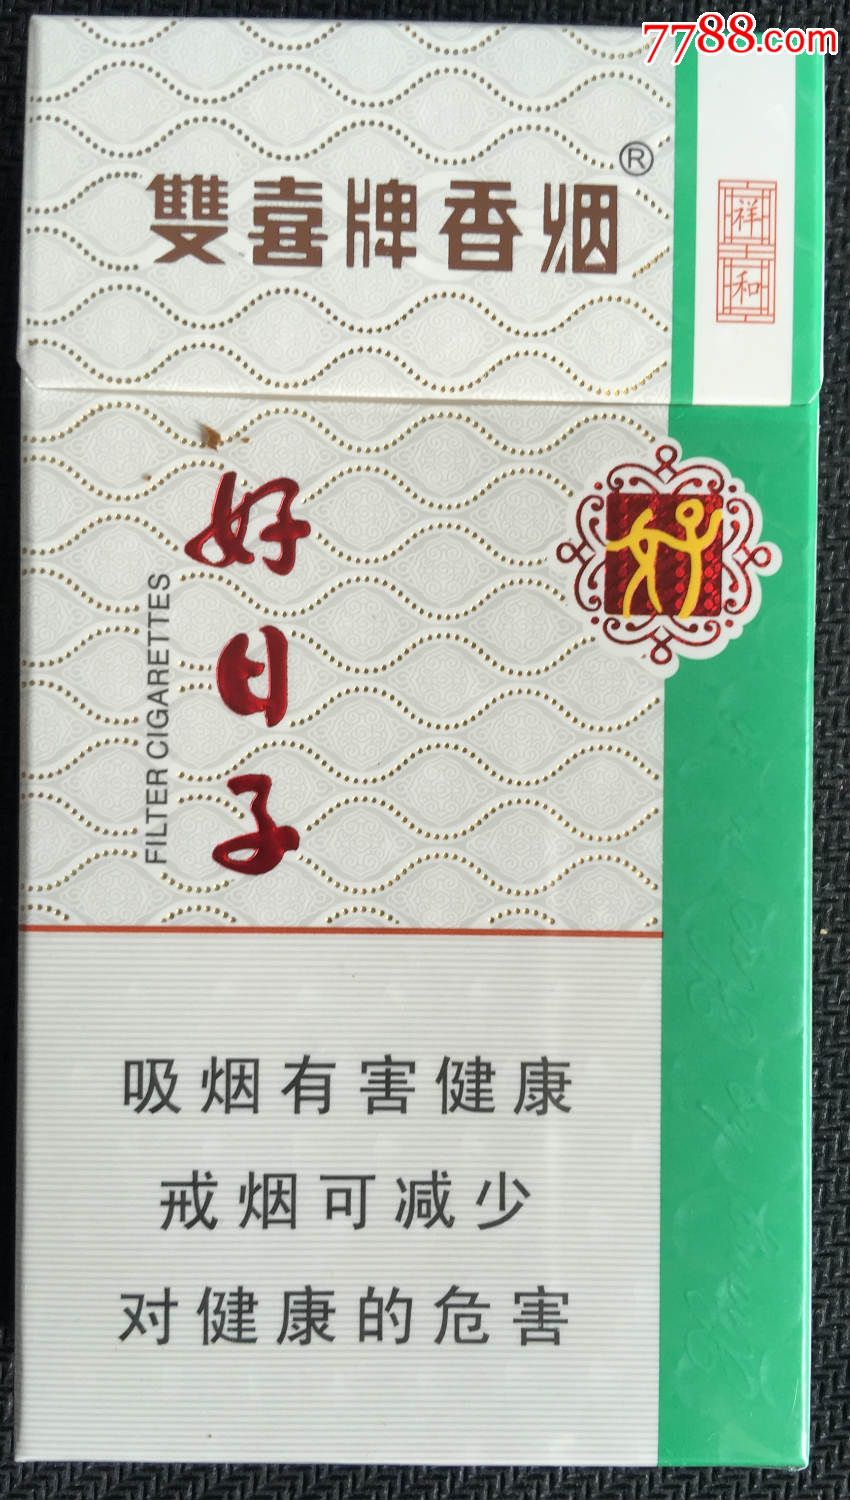 7788.com
雙喜牌香烟®
祥和
好日子
FILTER CIGARETTES
吸烟有害健康
戒烟可减少
对健康的危害